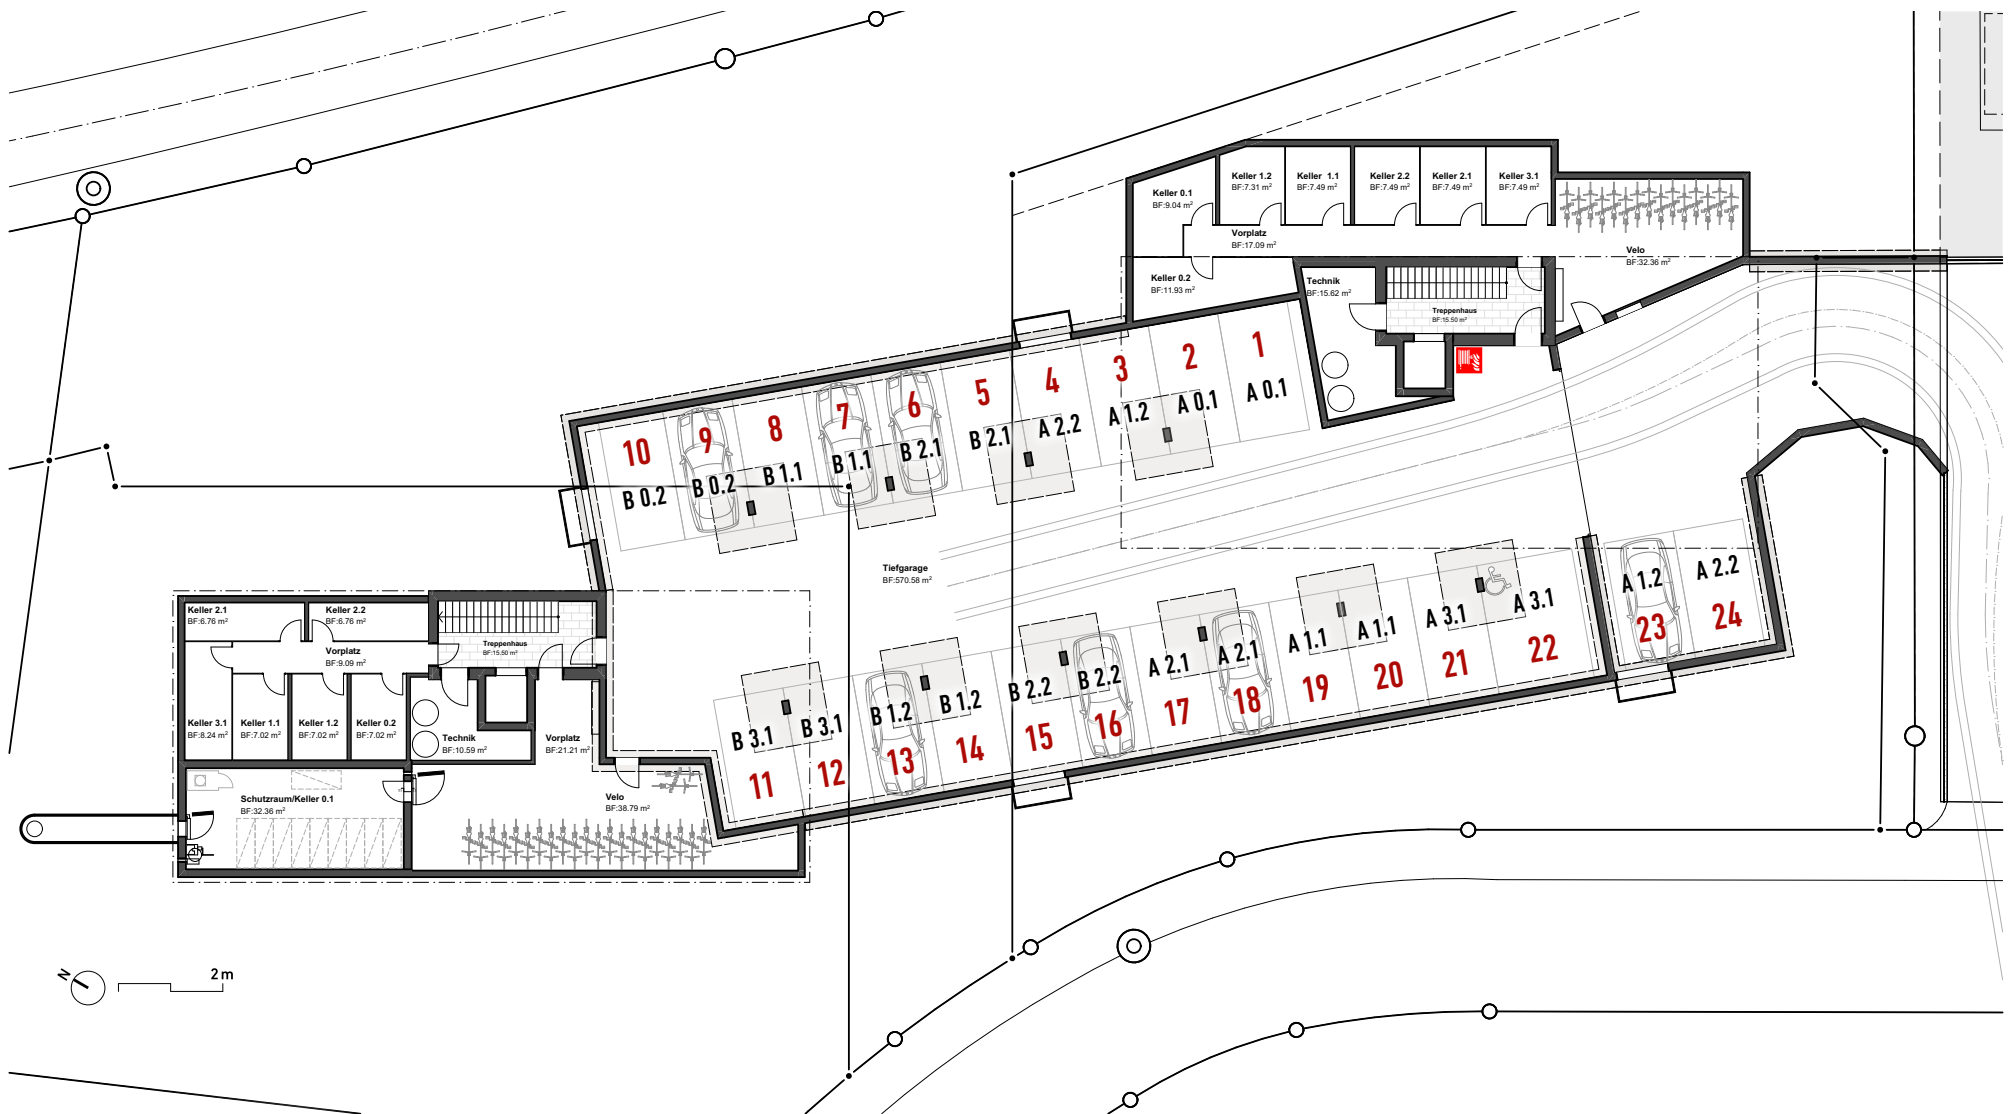 Keller 0.1
BF:9.04 m²
Keller 1.2
BF:7.31 m²
Keller 1.1
BF:7.49 m²
Keller 2.2
BF:7.49 m²
Keller 2.1
BF:7.49 m²
Keller 3.1
BF:7.49 m²
Vorplatz
BF:17.09 m²
Velo
BF:32.36 m²
Keller 0.2
BF:11.93 m²
Technik
BF:15.62 m²
Treppenhaus
BF:15.50 m²
10
9
8
7
6
5
4
3
2
1
B 0.2
B 0.2
B 1.1
B 1.1
B 2.1
B 2.1
A 2.2
A 1.2
A 0.1
A 0.1
Tiefgarage
BF:570.58 m²
B 3.1
B 3.1
B 1.2
B 1.2
B 2.2
B 2.2
A 2.1
A 2.1
A 1.1
A 1.1
A 3.1
A 3.1
A 1.2
A 2.2
11
12
13
14
15
16
17
18
19
20
21
22
23
24
Keller 2.1
BF:6.76 m²
Keller 2.2
BF:6.76 m²
Treppenhaus
BF:15.50 m²
Vorplatz
BF:9.09 m²
Keller 3.1
BF:8.24 m²
Keller 1.1
BF:7.02 m²
Keller 1.2
BF:7.02 m²
Keller 0.2
BF:7.02 m²
Technik
BF:10.59 m²
Vorplatz
BF:21.21 m²
Schutzraum/Keller 0.1
BF:32.36 m²
Velo
BF:38.79 m²
N
2 m